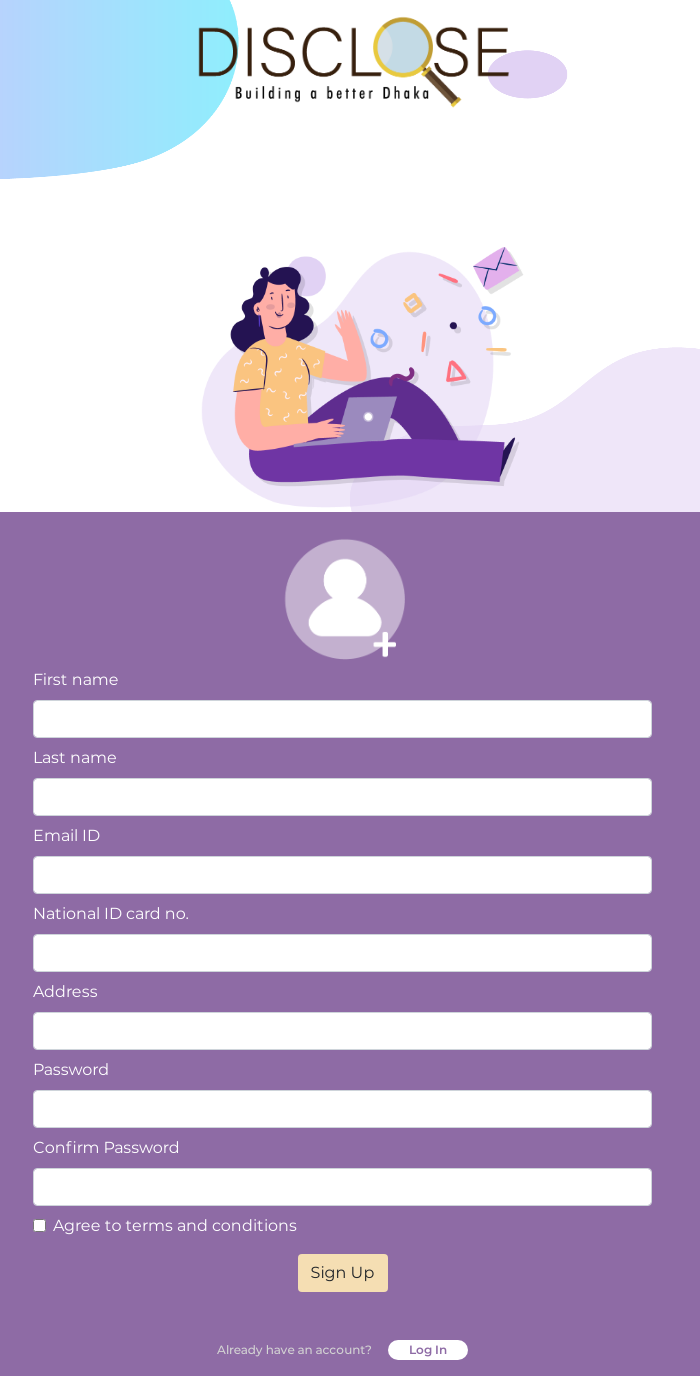 DISCLOSE
Building a better Dhaka
First name
Last name
Email ID
National ID card no.
Address
Password
Confirm Password
Agree to terms and conditions
Sign Up
Already have an account? Log In